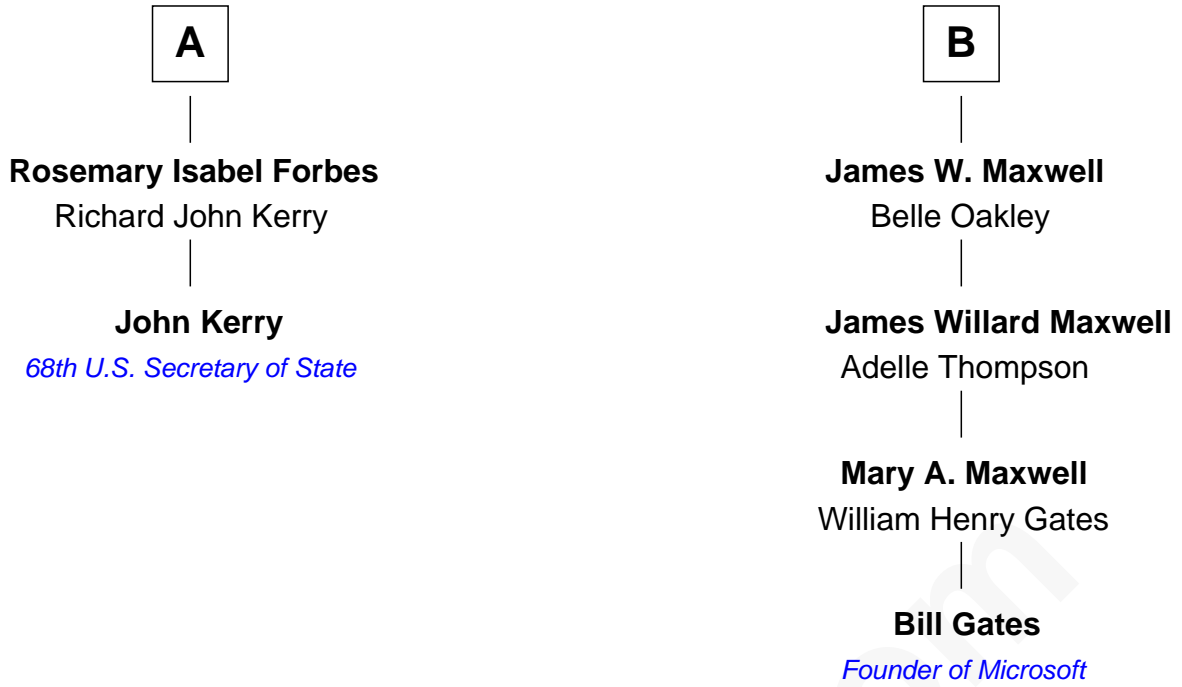 A
Rosemary Isabel Forbes
Richard John Kerry
John Kerry
68th U.S. Secretary of State
B
James W. Maxwell
Belle Oakley
James Willard Maxwell
Adelle Thompson
Mary A. Maxwell
William Henry Gates
Bill Gates
Founder of Microsoft